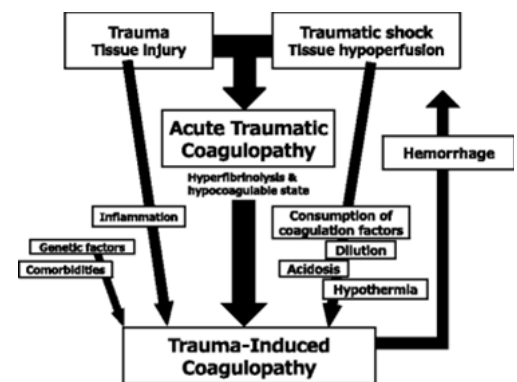 Trauma
Tissue injury
Traumatic shock
Tissue hypoperfusion
Acute Traumatic
Coagulopathy
Hemorrhage
Hyperfibrinolysis &
hypocoagulable state
Inflammation
Consumption of
coagulation factors
Genetic factors
Dilution
Comorbidities
Acidosis
Hypothermia
Trauma-Induced
Coagulopathy